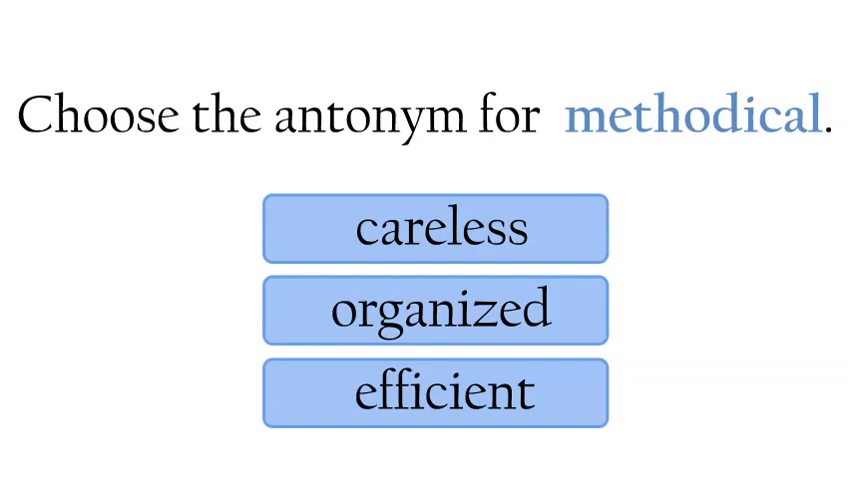 Choose the antonym for methodical.
careless
organized
efficient